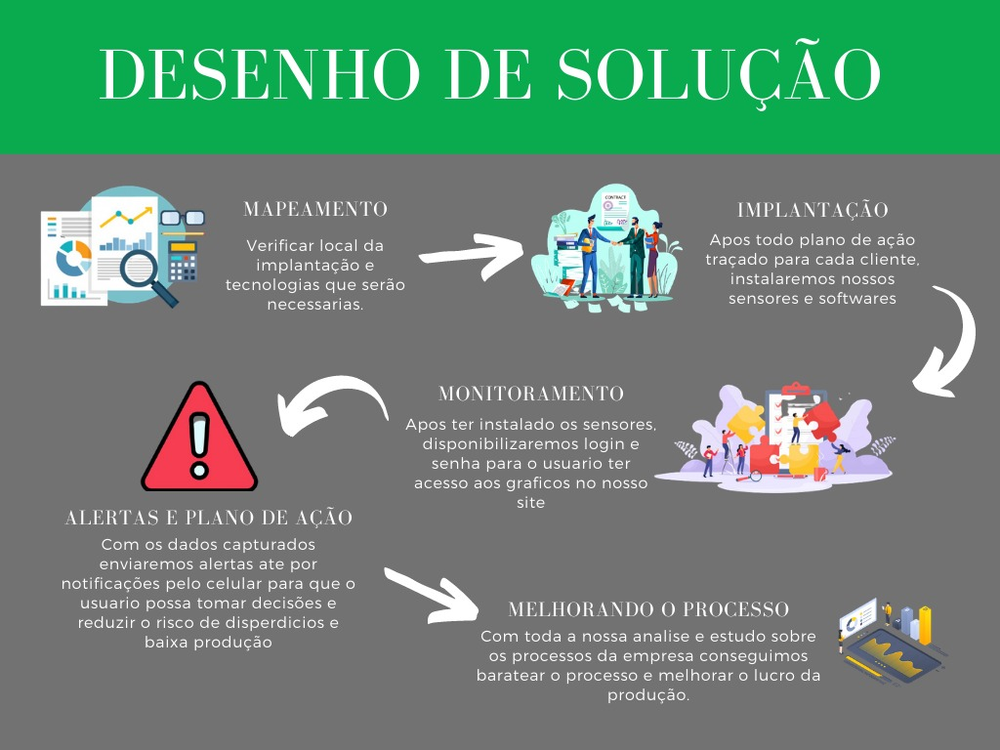 DESENHO DE SOLUÇÃO
MAPEAMENTO
Verificar local da
implantação e
tecnologias que serão
necessarias.
CONTRACT
IMPLANTAÇÃO
Apos todo plano de ação
traçado para cada cliente,
instalaremos nossos
sensores e softwares
MONITORAMENTO
Apos ter instalado os sensores,
disponibilizaremos login e
senha para o usuario ter
acesso aos graficos no nosso
site
ALERTAS E PLANO DE AÇÃO
Com os dados capturados
enviaremos alertas ate por
notificações pelo celular para que o
usuario possa tomar decisões e
reduzir o risco de disperdicios e
baixa produção
MELHORANDO O PROCESSO
Com toda a nossa analise e estudo sobre
os processos da empresa conseguimos
baratear o processo e melhorar o lucro da
produção.